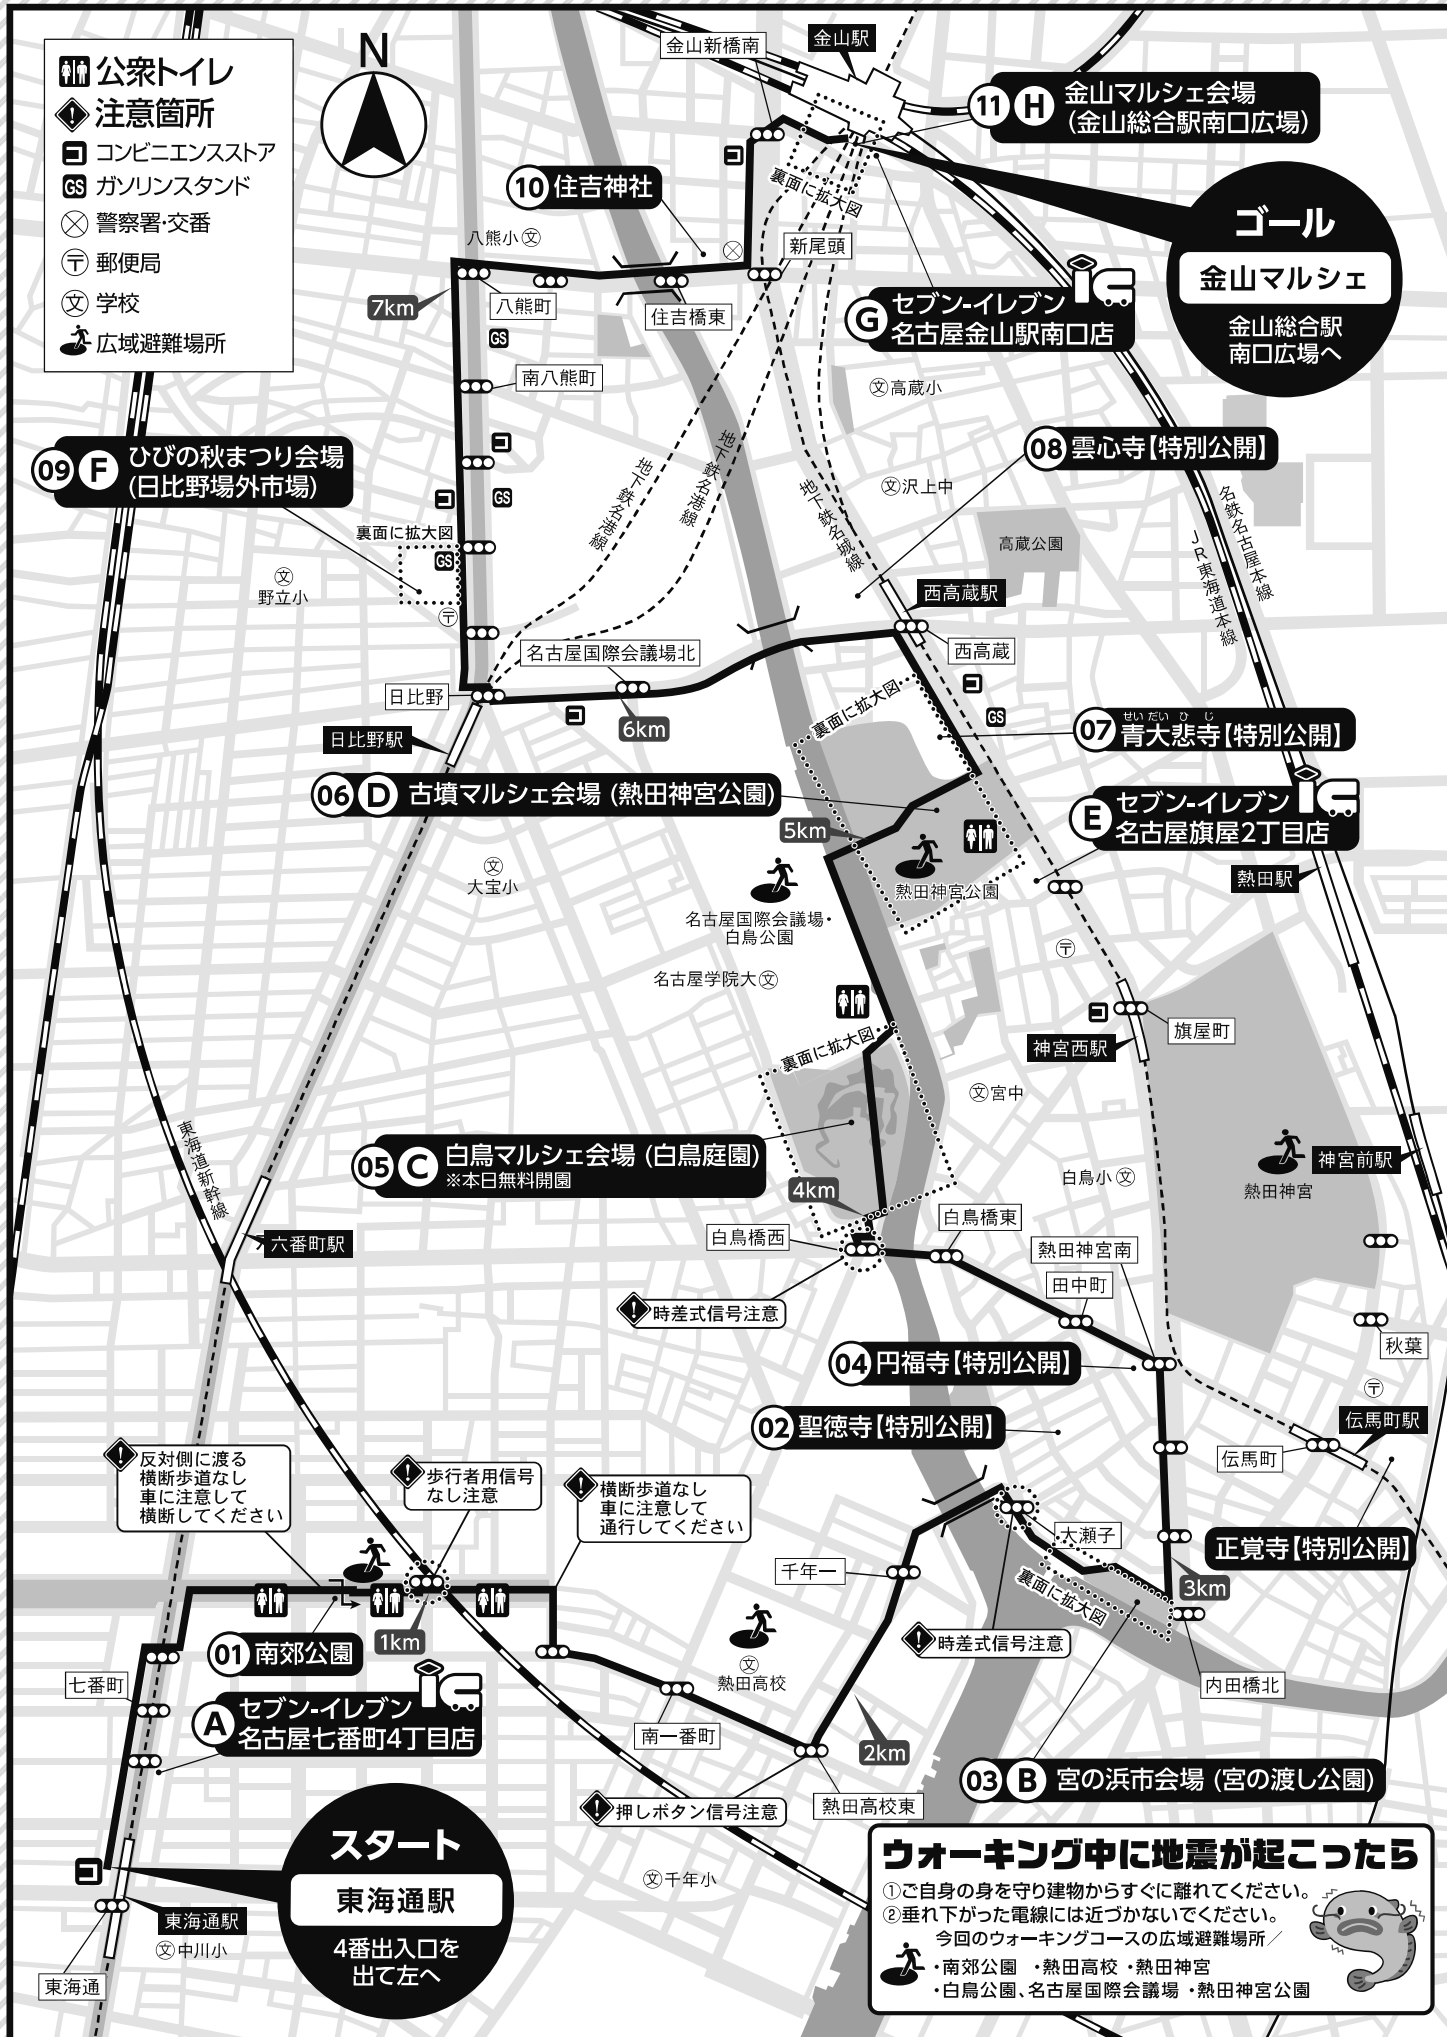 公衆トイレ
注意箇所
コンビニエンスストア
GS ガソリンスタンド
警察署・交番
〒 郵便局
文 学校
広域避難場所
N
金山新橋南
金山駅
11 H 金山マルシェ会場
(金山総合駅南口広場)
ゴール
金山マルシェ
金山総合駅
南口広場へ
10 住吉神社
裏面に拡大図
八熊小 文
新尾頭
7km
八熊町
住吉橋東
G セブン-イレブン
名古屋金山駅南口店
GS
南八熊町
文 高蔵小
08 雲心寺【特別公開】
09 F ひびの秋まつり会場
(日比野場外市場)
地下鉄名港線
地下鉄名港線
地下鉄名城線
文 沢上中
名鉄名古屋本線
JR東海道本線
GS
裏面に拡大図
GS
高蔵公園
文
野立小
〒
西高蔵駅
名古屋国際会議場北
西高蔵
日比野
日比野駅
6km
裏面に拡大図
GS
07 青大悲寺【特別公開】
せいだいひじ
06 D 古墳マルシェ会場 (熱田神宮公園)
E セブン-イレブン
名古屋旗屋2丁目店
5km
熱田駅
文
大宝小
熱田神宮公園
名古屋国際会議場・
白鳥公園
〒
名古屋学院大 文
旗屋町
神宮西駅
裏面に拡大図
文 宮中
東海道新幹線
05 C 白鳥マルシェ会場 (白鳥庭園)
※本日無料開園
4km
白鳥小 文
神宮前駅
熱田神宮
白鳥橋西
白鳥橋東
熱田神宮南
六番町駅
田中町
! 時差式信号注意
秋葉
04 円福寺【特別公開】
〒
伝馬町駅
02 聖徳寺【特別公開】
伝馬町
! 反対側に渡る
横断歩道なし
車に注意して
横断してください
! 歩行者用信号
なし注意
! 横断歩道なし
車に注意して
通行してください
大瀬子
正覚寺【特別公開】
千年一
裏面に拡大図
3km
1km
01 南郊公園
! 時差式信号注意
文
熱田高校
七番町
内田橋北
A セブン-イレブン
名古屋七番町4丁目店
南一番町
2km
03 B 宮の浜市会場 (宮の渡し公園)
! 押しボタン信号注意
熱田高校東
スタート
東海通駅
4番出入口を
出て左へ
文 千年小
東海通駅
文 中川小
東海通
ウォーキング中に地震が起こったら
①ご自身の身を守り建物からすぐに離れてください。
②垂れ下がった電線には近づかないでください。
今回のウォーキングコースの広域避難場所／
・南郊公園 ・熱田高校 ・熱田神宮
・白鳥公園、名古屋国際会議場 ・熱田神宮公園